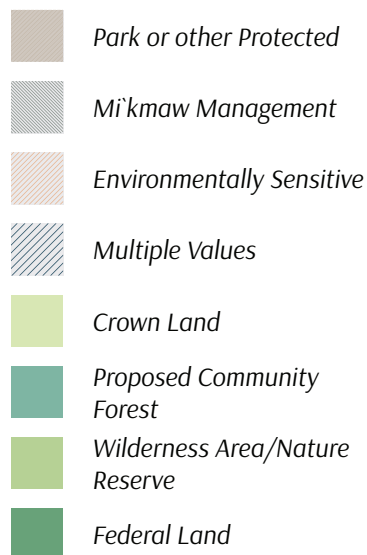 Park or other Protected
Mi`kmaw Management
Environmentally Sensitive
Multiple Values
Crown Land
Proposed Community
Forest
Wilderness Area/Nature
Reserve
Federal Land